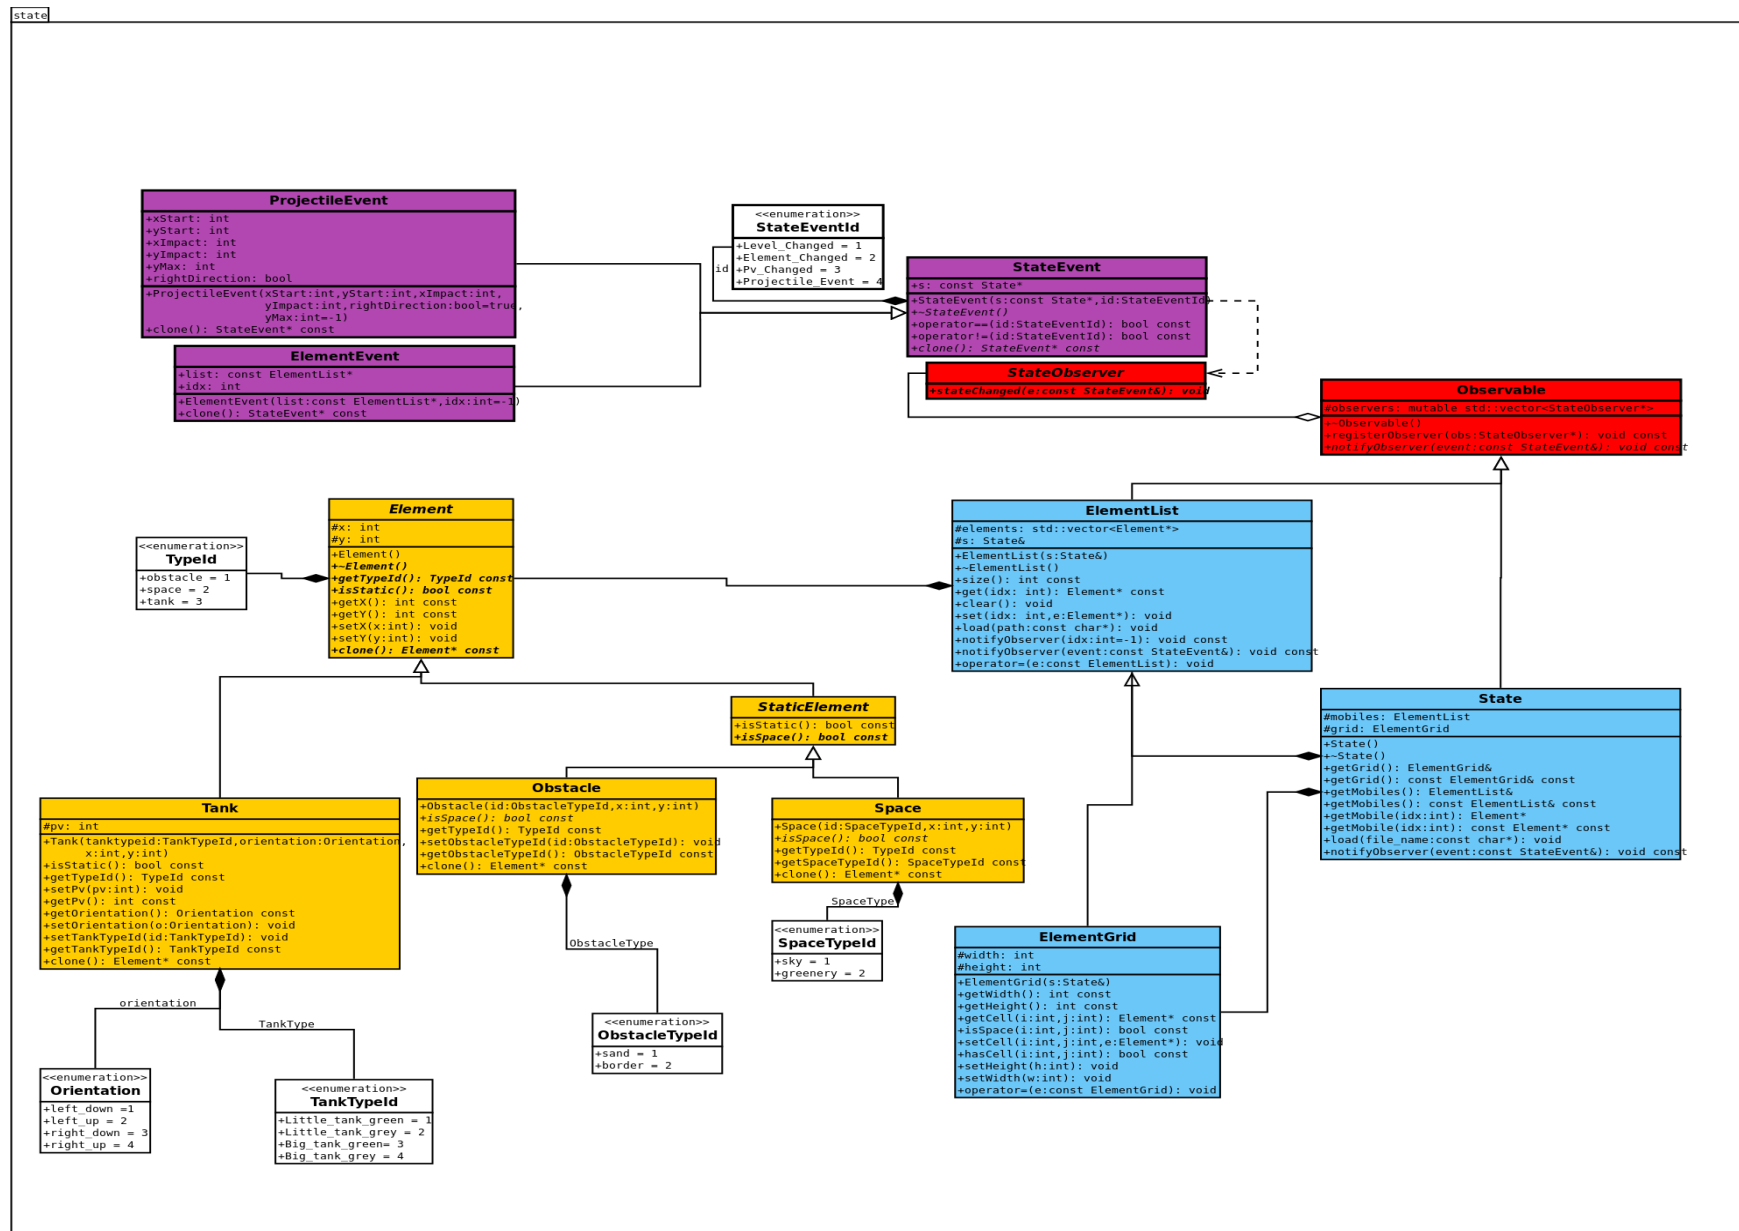 state
ProjectileEvent
+xStart: int
+yStart: int
+xImpact: int
+yImpact: int
+yMax: int
+rightDirection: bool
+ProjectileEvent(xStart:int,yStart:int,xImpact:int,
yImpact:int,rightDirection:bool=true,
yMax:int=-1)
+clone(): StateEvent* const
ElementEvent
+list: const ElementList*
+idx: int
+ElementEvent(list:const ElementList*,idx:int=-1)
+clone(): StateEvent* const
<<enumeration>>
StateEventId
+Level_Changed = 1
+Element_Changed = 2
+Pv_Changed = 3
+Projectile_Event = 4
id
StateEvent
+s: const State*
+StateEvent(s:const State*,id:StateEventId)
+~StateEvent()
+operator==(id:StateEventId): bool const
+operator!=(id:StateEventId): bool const
+clone(): StateEvent* const
StateObserver
+stateChanged(e:const StateEvent&): void
Observable
#observers: mutable std::vector<StateObserver*>
+~Observable()
+registerObserver(obs:StateObserver*): void const
+notifyObserver(event:const StateEvent&): void const
<<enumeration>>
TypeId
+obstacle = 1
+space = 2
+tank = 3
Element
#x: int
#y: int
+Element()
+~Element()
+getTypeId(): TypeId const
+isStatic(): bool const
+getX(): int const
+getY(): int const
+setX(x:int): void
+setY(y:int): void
+clone(): Element* const
ElementList
#elements: std::vector<Element*>
#s: State&
+ElementList(s:State&)
+~ElementList()
+size(): int const
+get(idx: int): Element* const
+clear(): void
+set(idx: int,e:Element*): void
+load(path:const char*): void
+notifyObserver(idx:int=-1): void const
+notifyObserver(event:const StateEvent&): void const
+operator=(e:const ElementList): void
State
#mobiles: ElementList
#grid: ElementGrid
+State()
+~State()
+getGrid(): ElementGrid&
+getGrid(): const ElementGrid& const
+getMobiles(): ElementList&
+getMobiles(): const ElementList& const
+getMobile(idx:int): Element*
+getMobile(idx:int): const Element* const
+load(file_name:const char*): void
+notifyObserver(event:const StateEvent&): void const
StaticElement
+isStatic(): bool const
+isSpace(): bool const
Tank
#pv: int
+Tank(tanktypeid:TankTypeId,orientation:Orientation,
x:int,y:int)
+isStatic(): bool const
+getTypeId(): TypeId const
+setPv(pv:int): void
+getPv(): int const
+getOrientation(): Orientation const
+setOrientation(o:Orientation): void
+setTankTypeId(id:TankTypeId): void
+getTankTypeId(): TankTypeId const
+clone(): Element* const
Obstacle
+Obstacle(id:ObstacleTypeId,x:int,y:int)
+isSpace(): bool const
+getTypeId(): TypeId const
+setObstacleTypeId(id:ObstacleTypeId): void
+getObstacleTypeId(): ObstacleTypeId const
+clone(): Element* const
Space
+Space(id:SpaceTypeId,x:int,y:int)
+isSpace(): bool const
+getTypeId(): TypeId const
+getSpaceTypeId(): SpaceTypeId const
+clone(): Element* const
SpaceType
<<enumeration>>
SpaceTypeId
+sky = 1
+greenery = 2
ObstacleType
<<enumeration>>
ObstacleTypeId
+sand = 1
+border = 2
ElementGrid
#width: int
#height: int
+ElementGrid(s:State&)
+getWidth(): int const
+getHeight(): int const
+getCell(i:int,j:int): Element* const
+isSpace(i:int,j:int): bool const
+setCell(i:int,j:int,e:Element*): void
+hasCell(i:int,j:int): bool const
+setHeight(h:int): void
+setWidth(w:int): void
+operator=(e:const ElementGrid): void
orientation
TankType
<<enumeration>>
Orientation
+left_down =1
+left_up = 2
+right_down = 3
+right_up = 4
<<enumeration>>
TankTypeId
+Little_tank_green = 1
+Little_tank_grey = 2
+Big_tank_green= 3
+Big_tank_grey = 4